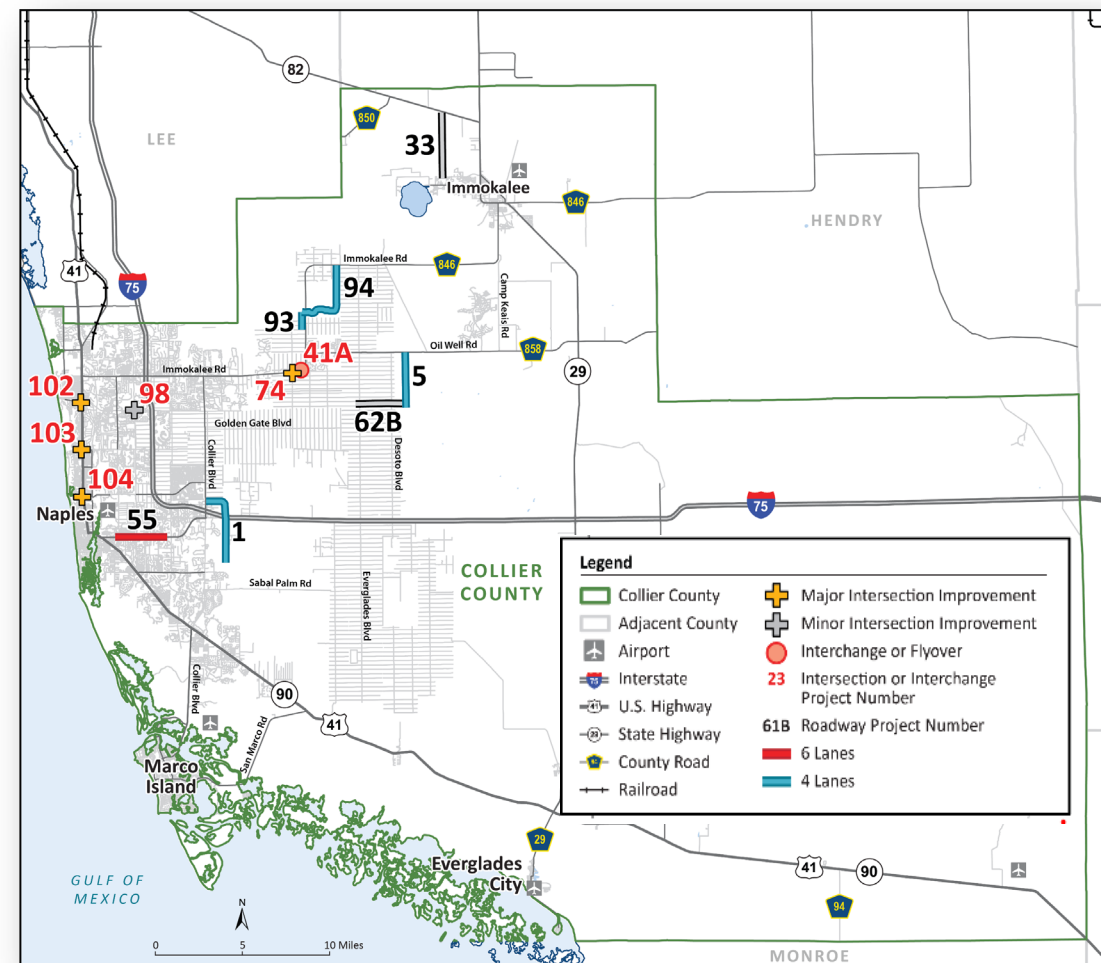 82
850
LEE
33
Immokalee
846
HENDRY
41
75
Immokalee Rd
846
94
Camp Keais Rd
93
Oil Well Rd
858
41A
Immokalee Rd
29
102
98
74
5
62B
Golden Gate Blvd
103
Collier Blvd
Desoto Blvd
104
Naples
55
75
1
COLLIER
COUNTY
Sabal Palm Rd
Everglades Blvd
Legend
Collier County
Adjacent County
Airport
75
Interstate
41
U.S. Highway
29
State Highway
County Road
Railroad
Major Intersection Improvement
Minor Intersection Improvement
Interchange or Flyover
23
Intersection or Interchange
Project Number
61B
Roadway Project Number
6 Lanes
4 Lanes
Collier Blvd
90
41
San Marco Rd
Marco
Island
29
Everglades
City
41
90
94
GULF OF
MEXICO
N
0
5
10 Miles
MONROE